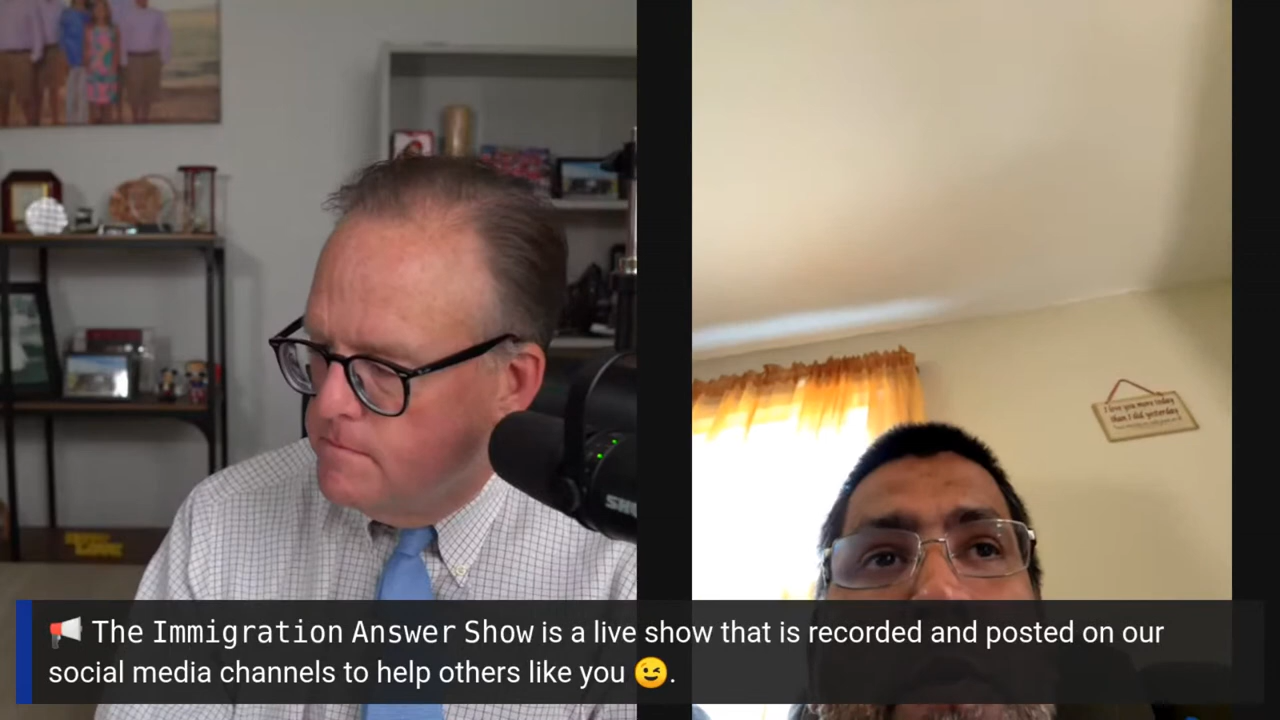 I love you more today
than I did yesterday
SHU
📢 The Immigration Answer Show is a live show that is recorded and posted on our
social media channels to help others like you 😉.